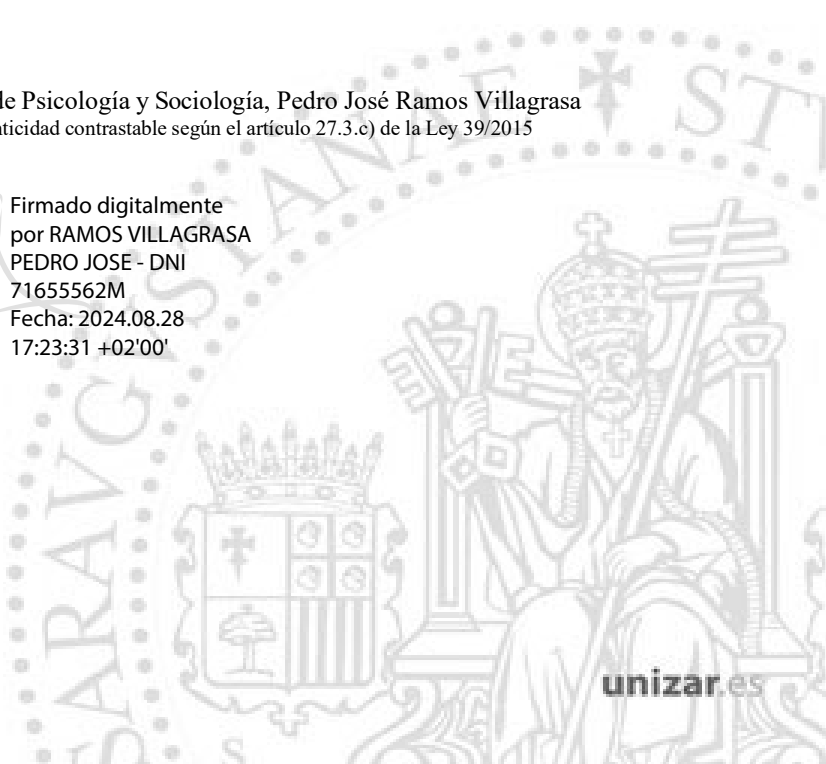 de Psicología y Sociología, Pedro José Ramos Villagrasa
nticidad contrastable según el artículo 27.3.c) de la Ley 39/2015
Firmado digitalmente
por RAMOS VILLAGRASA
PEDRO JOSE - DNI
71655562M
Fecha: 2024.08.28
17:23:31 +02'00'
unizar.es